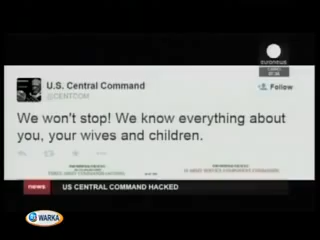 euronews.
U.S. Central Command
@CENTCOM
Follow
We won't stop! We know everything about
you, your wives and children.
news
US CENTRAL COMMAND HACKED
WARKA